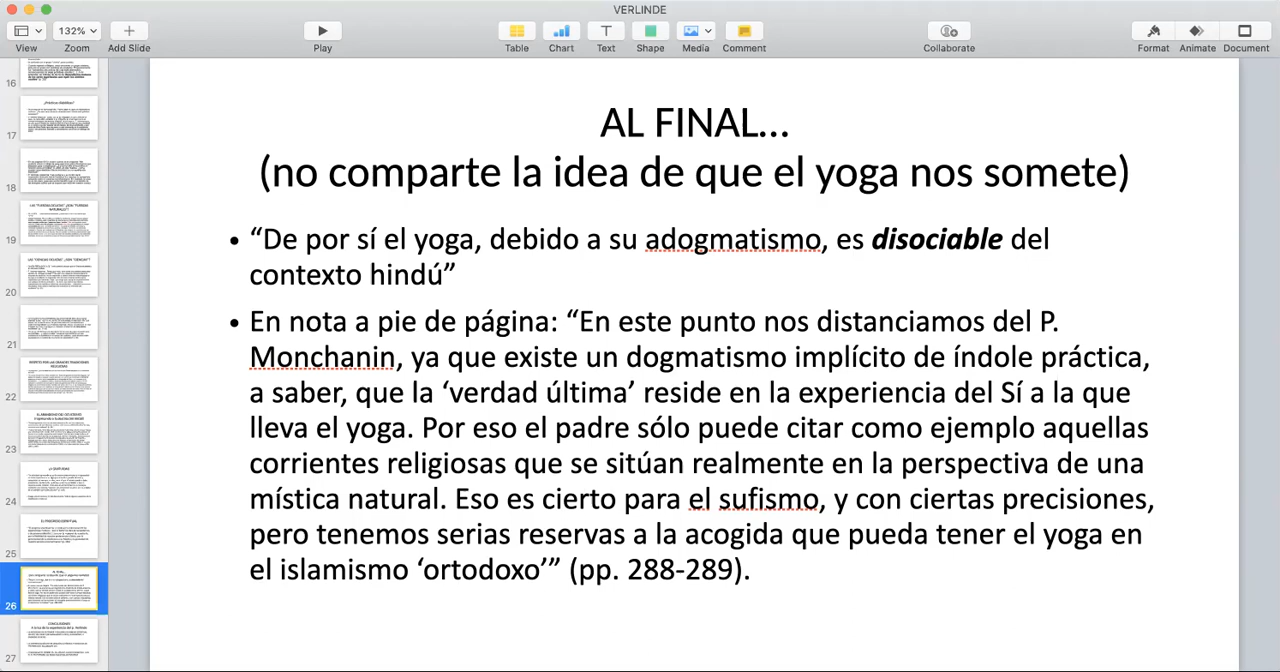 VERLINDE
132%
View
Zoom
Add Slide
Play
Table
Chart
Text
Shape
Media
Comment
Collaborate
Format
Animate
Document
16
17
18
19
20
21
22
23
24
25
26
27
AL FINAL…
(no comparte la idea de que el yoga nos somete)
• “De por sí el yoga, debido a su adogmatismo, es disociable del
contexto hindú”
• En nota a pie de página: “En este punto nos distanciamos del P.
Monchanin, ya que existe un dogmatismo implícito de índole práctica,
a saber, que la ‘verdad última’ reside en la experiencia del Sí a la que
lleva el yoga. Por eso el padre sólo puede citar como ejemplo aquellas
corrientes religiosas que se sitúan realmente en la perspectiva de una
mística natural. Eso es cierto para el sufismo, y con ciertas precisiones,
pero tenemos serias reservas a la acogida que pueda tener el yoga en
el islamismo ‘ortodoxo’” (pp. 288-289).